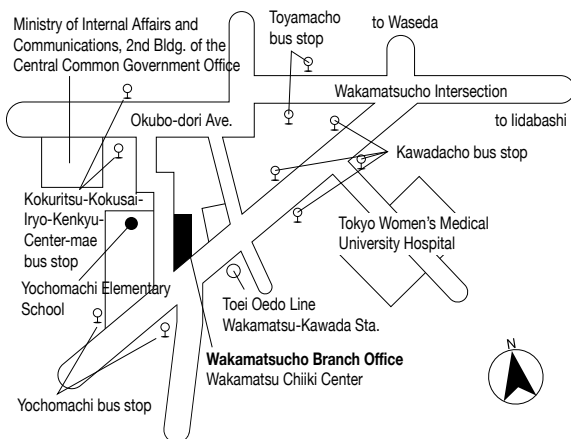 Ministry of Internal Affairs and
Communications, 2nd Bldg. of the
Central Common Government Office
Toyamacho
bus stop
to Waseda
Wakamatsucho Intersection
Okubo-dori Ave.
to Iidabashi
Kawadacho bus stop
Kokuritsu-Kokusai-
Iryo-Kenkyu-
Center-mae
bus stop
Tokyo Women's Medical
University Hospital
Yochomachi Elementary
School
Toei Oedo Line
Wakamatsu-Kawada Sta.
Wakamatsucho Branch Office
Wakamatsu Chiiki Center
Yochomachi bus stop
N